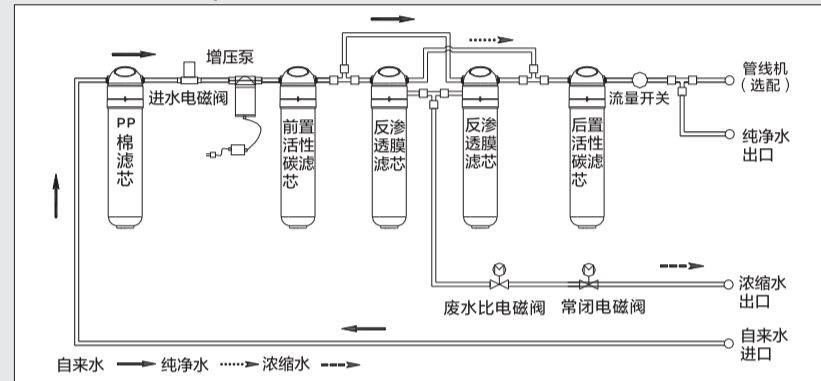 增压泵
进水电磁阀
PP
棉
滤
芯
前置
活性
碳滤
芯
反渗
透膜
滤芯
反渗
透膜
滤芯
后置
活性
碳滤
芯
流量开关
管线机
（选配）
纯净水
出口
废水比电磁阀
常闭电磁阀
浓缩水
出口
自来水
进口
自来水 纯净水 浓缩水